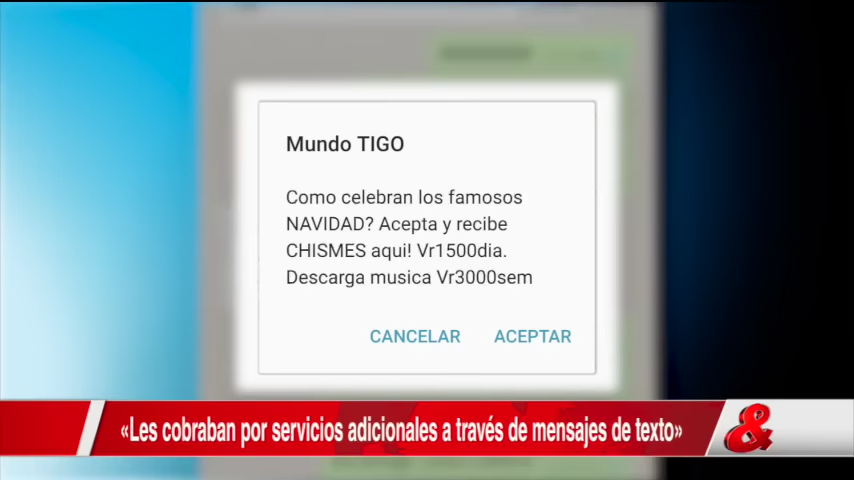 Mundo TIGO
Como celebran los famosos
NAVIDAD? Acepta y recibe
CHISMES aqui! Vr1500dia.
Descarga musica Vr3000sem
CANCELAR ACEPTAR
«Les cobraban por servicios adicionales a través de mensajes de texto»
&